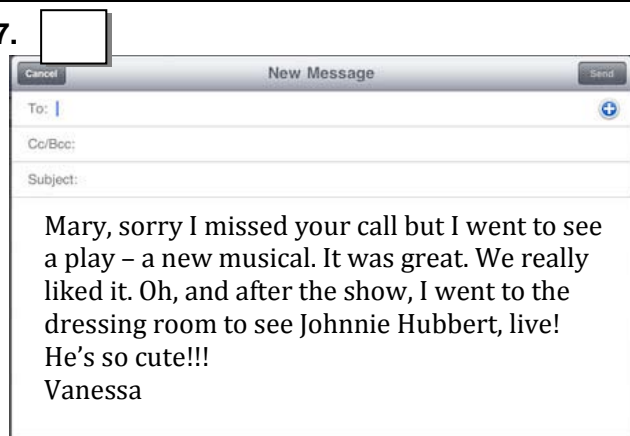 7.
Cancel New Message Send
To:
Cc/Bcc:
Subject:
Mary, sorry I missed your call but I went to see
a play – a new musical. It was great. We really
liked it. Oh, and after the show, I went to the
dressing room to see Johnnie Hubbert, live!
He's so cute!!!
Vanessa